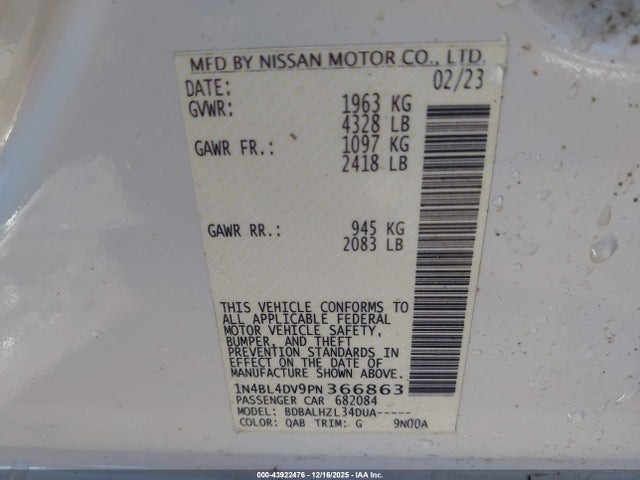 MFD BY NISSAN MOTOR CO., LTD.
DATE: 02/23
GVWR: 1963 KG
4328 LB
GAWR FR.: 1097 KG
2418 LB
GAWR RR.: 945 KG
2083 LB
THIS VEHICLE CONFORMS TO
ALL APPLICABLE FEDERAL
MOTOR VEHICLE SAFETY,
BUMPER, AND THEFT
PREVENTION STANDARDS IN
EFFECT ON THE DATE OF
MANUFACTURE SHOWN ABOVE.
1N4BL4DV9PN366863
PASSENGER CAR 682084
MODEL: BDBALHZL34DUA-----
COLOR: QAB TRIM: G 9N00A
000-43922476 - 12/16/2025 - IAA Inc.